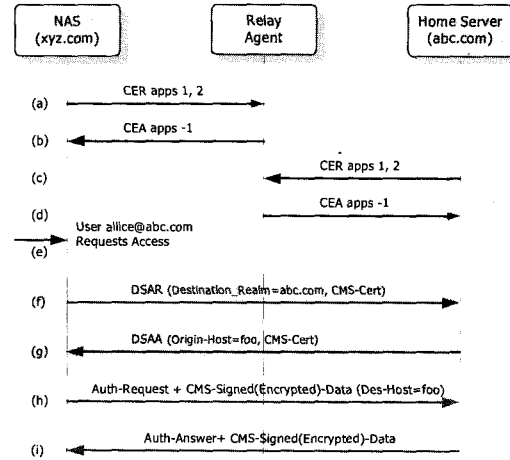 NAS
(xyz.com)
Relay
Agent
Home Server
(abc.com)
(a)
CER apps 1, 2
(b)
CEA apps -1
(c)
CER apps 1, 2
(d)
CEA apps -1
User allice@abc.com
Requests Access
(e)
(f)
DSAR (Destination_Realm=abc.com, CMS-Cert)
(g)
DSAA (Origin-Host=foo, CMS-Cert)
(h)
Auth-Request + CMS-Signed(Encrypted)-Data (Des-Host=foo)
(i)
Auth-Answer+ CMS-Signed(Encrypted)-Data